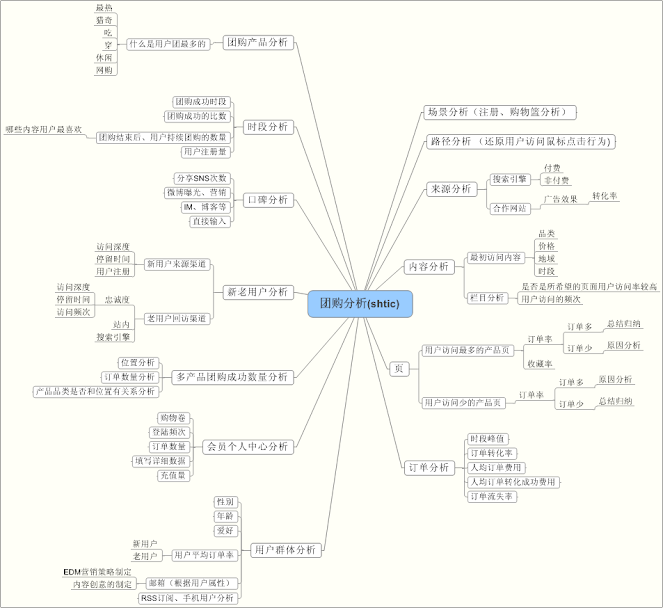 团购分析(shtic)
团购产品分析
什么是用户团最多的
最热
猎奇
吃
穿
休闲
网购
时段分析
团购成功时段
团购成功的比数
团购结束后、用户持续团购的数量
哪些内容用户最喜欢
用户注册量
口碑分析
分享SNS次数
微博曝光、营销
IM、博客等
直接输入
新老用户分析
新用户来源渠道
访问深度
停留时间
用户注册
老用户回访渠道
忠诚度
访问深度
停留时间
访问频次
站内
搜索引擎
多产品团购成功数量分析
位置分析
订单数量分析
产品品类是否和位置有关系分析
会员个人中心分析
购物卷
登陆频次
订单数量
填写详细数据
充值量
用户群体分析
性别
年龄
爱好
用户平均订单率
新用户
老用户
邮箱（根据用户属性）
EDM营销策略制定
内容创意的制定
RSS订阅、手机用户分析
场景分析（注册、购物篮分析）
路径分析 （还原用户访问鼠标点击行为）
来源分析
搜索引擎
付费
非付费
合作网站
广告效果
转化率
内容分析
最初访问内容
品类
价格
地域
时段
栏目分析
是否是所希望的页面用户访问率较高
用户访问的频次
页
用户访问最多的产品页
订单率
订单多
总结归纳
订单少
原因分析
收藏率
用户访问少的产品页
订单率
订单多
原因分析
订单少
总结归纳
订单分析
时段峰值
订单转化率
人均订单费用
人均订单转化成功费用
订单流失率